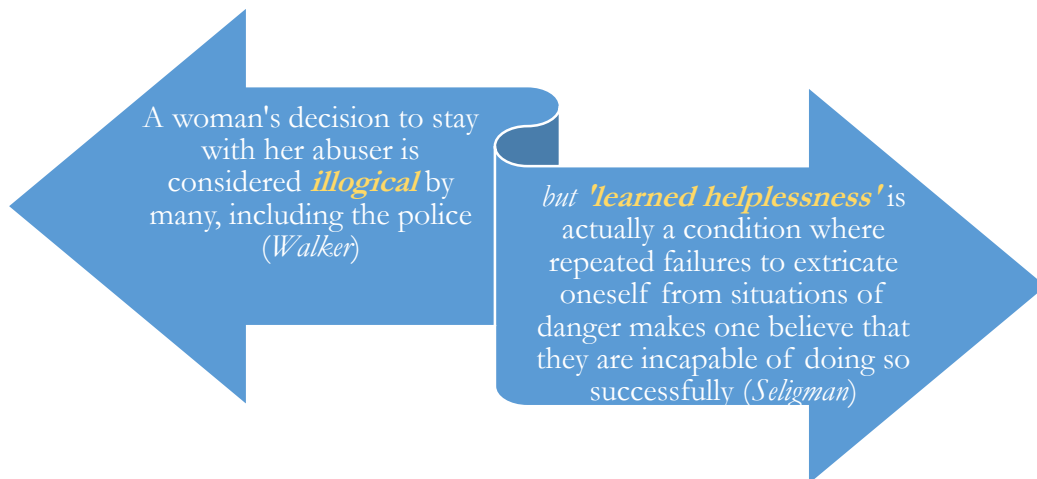 A woman's decision to stay
with her abuser is
considered illogical by
many, including the police
(Walker)
but 'learned helplessness' is
actually a condition where
repeated failures to extricate
oneself from situations of
danger makes one believe that
they are incapable of doing so
successfully (Seligman)